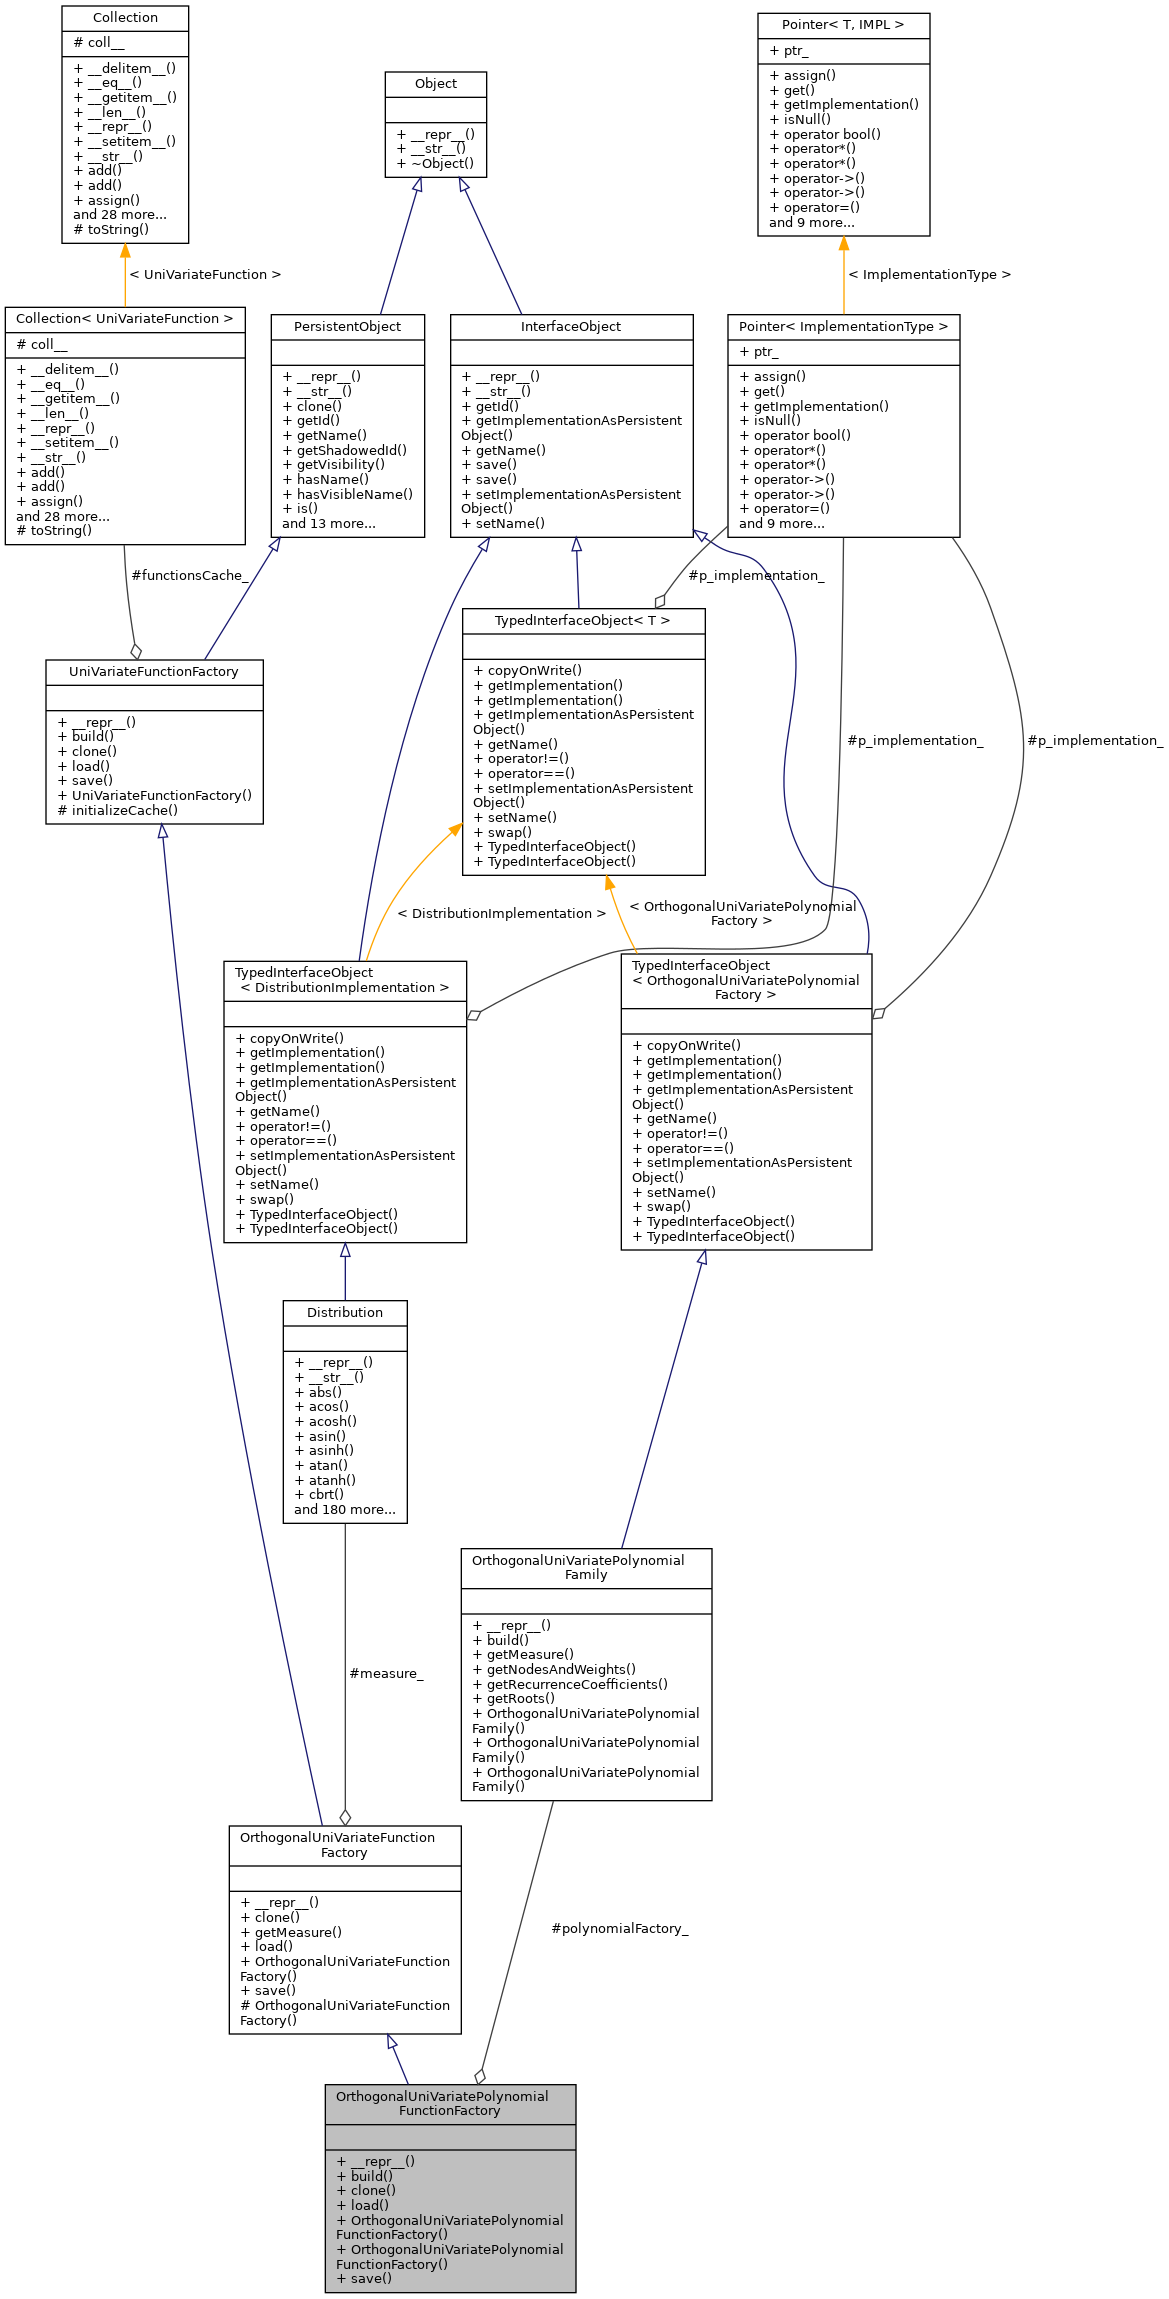 Collection
# coll__
+ __delitem__()
+ __eq__()
+ __getitem__()
+ __len__()
+ __repr__()
+ __setitem__()
+ __str__()
+ add()
+ add()
+ assign()
and 28 more...
# toString()
Object
+ __repr__()
+ __str__()
+ ~Object()
Pointer< T, IMPL >
+ ptr_
+ assign()
+ get()
+ getImplementation()
+ isNull()
+ operator bool()
+ operator*()
+ operator*()
+ operator->()
+ operator->()
+ operator=()
and 9 more...
< UniVariateFunction >
< ImplementationType >
Collection< UniVariateFunction >
# coll__
+ __delitem__()
+ __eq__()
+ __getitem__()
+ __len__()
+ __repr__()
+ __setitem__()
+ __str__()
+ add()
+ add()
+ assign()
and 28 more...
# toString()
PersistentObject
+ __repr__()
+ __str__()
+ clone()
+ getId()
+ getName()
+ getShadowedId()
+ getVisibility()
+ hasName()
+ hasVisibleName()
+ is()
and 13 more...
InterfaceObject
+ __repr__()
+ __str__()
+ getId()
+ getImplementationAsPersistent
Object()
+ getName()
+ save()
+ save()
+ setImplementationAsPersistent
Object()
+ setName()
Pointer< ImplementationType >
+ ptr_
+ assign()
+ get()
+ getImplementation()
+ isNull()
+ operator bool()
+ operator*()
+ operator*()
+ operator->()
+ operator->()
+ operator=()
and 9 more...
#functionsCache_
#p_implementation_
UniVariateFunctionFactory
+ __repr__()
+ build()
+ clone()
+ load()
+ save()
+ UniVariateFunctionFactory()
# initializeCache()
TypedInterfaceObject< T >
+ copyOnWrite()
+ getImplementation()
+ getImplementation()
+ getImplementationAsPersistent
Object()
+ getName()
+ operator!=()
+ operator==()
+ setImplementationAsPersistent
Object()
+ setName()
+ swap()
+ TypedInterfaceObject()
+ TypedInterfaceObject()
#p_implementation_
#p_implementation_
< DistributionImplementation >
< OrthogonalUniVariatePolynomial
Factory >
TypedInterfaceObject
< DistributionImplementation >
+ copyOnWrite()
+ getImplementation()
+ getImplementation()
+ getImplementationAsPersistent
Object()
+ getName()
+ operator!=()
+ operator==()
+ setImplementationAsPersistent
Object()
+ setName()
+ swap()
+ TypedInterfaceObject()
+ TypedInterfaceObject()
TypedInterfaceObject
< OrthogonalUniVariatePolynomial
Factory >
+ copyOnWrite()
+ getImplementation()
+ getImplementation()
+ getImplementationAsPersistent
Object()
+ getName()
+ operator!=()
+ operator==()
+ setImplementationAsPersistent
Object()
+ setName()
+ swap()
+ TypedInterfaceObject()
+ TypedInterfaceObject()
Distribution
+ __repr__()
+ __str__()
+ abs()
+ acos()
+ acosh()
+ asin()
+ asinh()
+ atan()
+ atanh()
+ cbrt()
and 180 more...
OrthogonalUniVariatePolynomial
Family
+ __repr__()
+ build()
+ getMeasure()
+ getNodesAndWeights()
+ getRecurrenceCoefficients()
+ getRoots()
+ OrthogonalUniVariatePolynomial
Family()
+ OrthogonalUniVariatePolynomial
Family()
+ OrthogonalUniVariatePolynomial
Family()
#measure_
OrthogonalUniVariateFunction
Factory
+ __repr__()
+ clone()
+ getMeasure()
+ load()
+ OrthogonalUniVariateFunction
Factory()
+ save()
# OrthogonalUniVariateFunction
Factory()
#polynomialFactory_
OrthogonalUniVariatePolynomial
FunctionFactory
+ __repr__()
+ build()
+ clone()
+ load()
+ OrthogonalUniVariatePolynomial
FunctionFactory()
+ OrthogonalUniVariatePolynomial
FunctionFactory()
+ save()